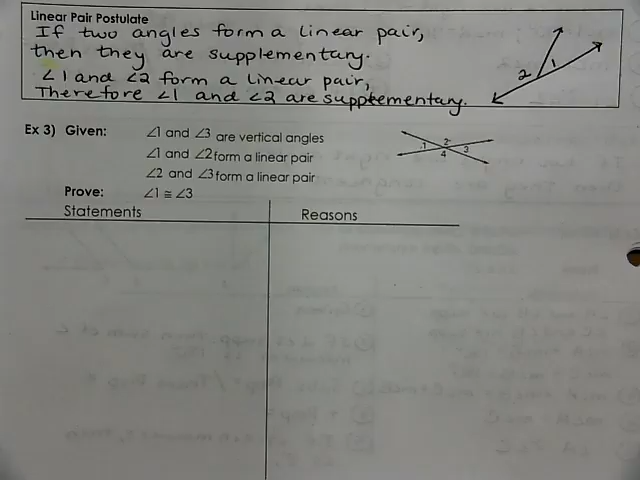 Linear Pair Postulate
If two angles form a linear pair,
then they are supplementary.
∠1 and ∠2 form a linear pair,
Therefore ∠1 and ∠2 are supplementary.
2 1
Ex 3) Given: ∠1 and ∠3 are vertical angles
∠1 and ∠2 form a linear pair
∠2 and ∠3 form a linear pair
1 2 3
4
Prove: ∠1 ≅ ∠3
Statements Reasons